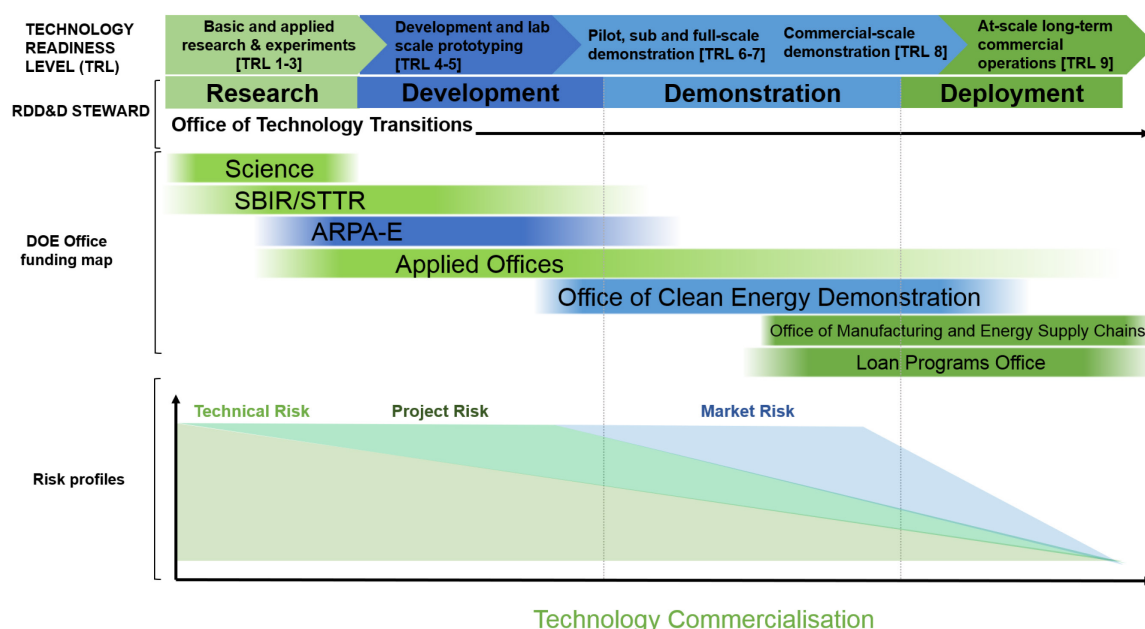 TECHNOLOGY
READINESS
LEVEL (TRL)
Basic and applied
research & experiments
[TRL 1-3]
Development and lab
scale prototyping
[TRL 4-5]
Pilot, sub and full-scale
demonstration [TRL 6-7]
Commercial-scale
demonstration [TRL 8]
At-scale long-term
commercial
operations [TRL 9]
RDD&D STEWARD
Research
Development
Demonstration
Deployment
Office of Technology Transitions
DOE Office
funding map
Science
SBIR/STTR
ARPA-E
Applied Offices
Office of Clean Energy Demonstration
Office of Manufacturing and Energy Supply Chains
Loan Programs Office
Risk profiles
Technical Risk
Project Risk
Market Risk
Technology Commercialisation